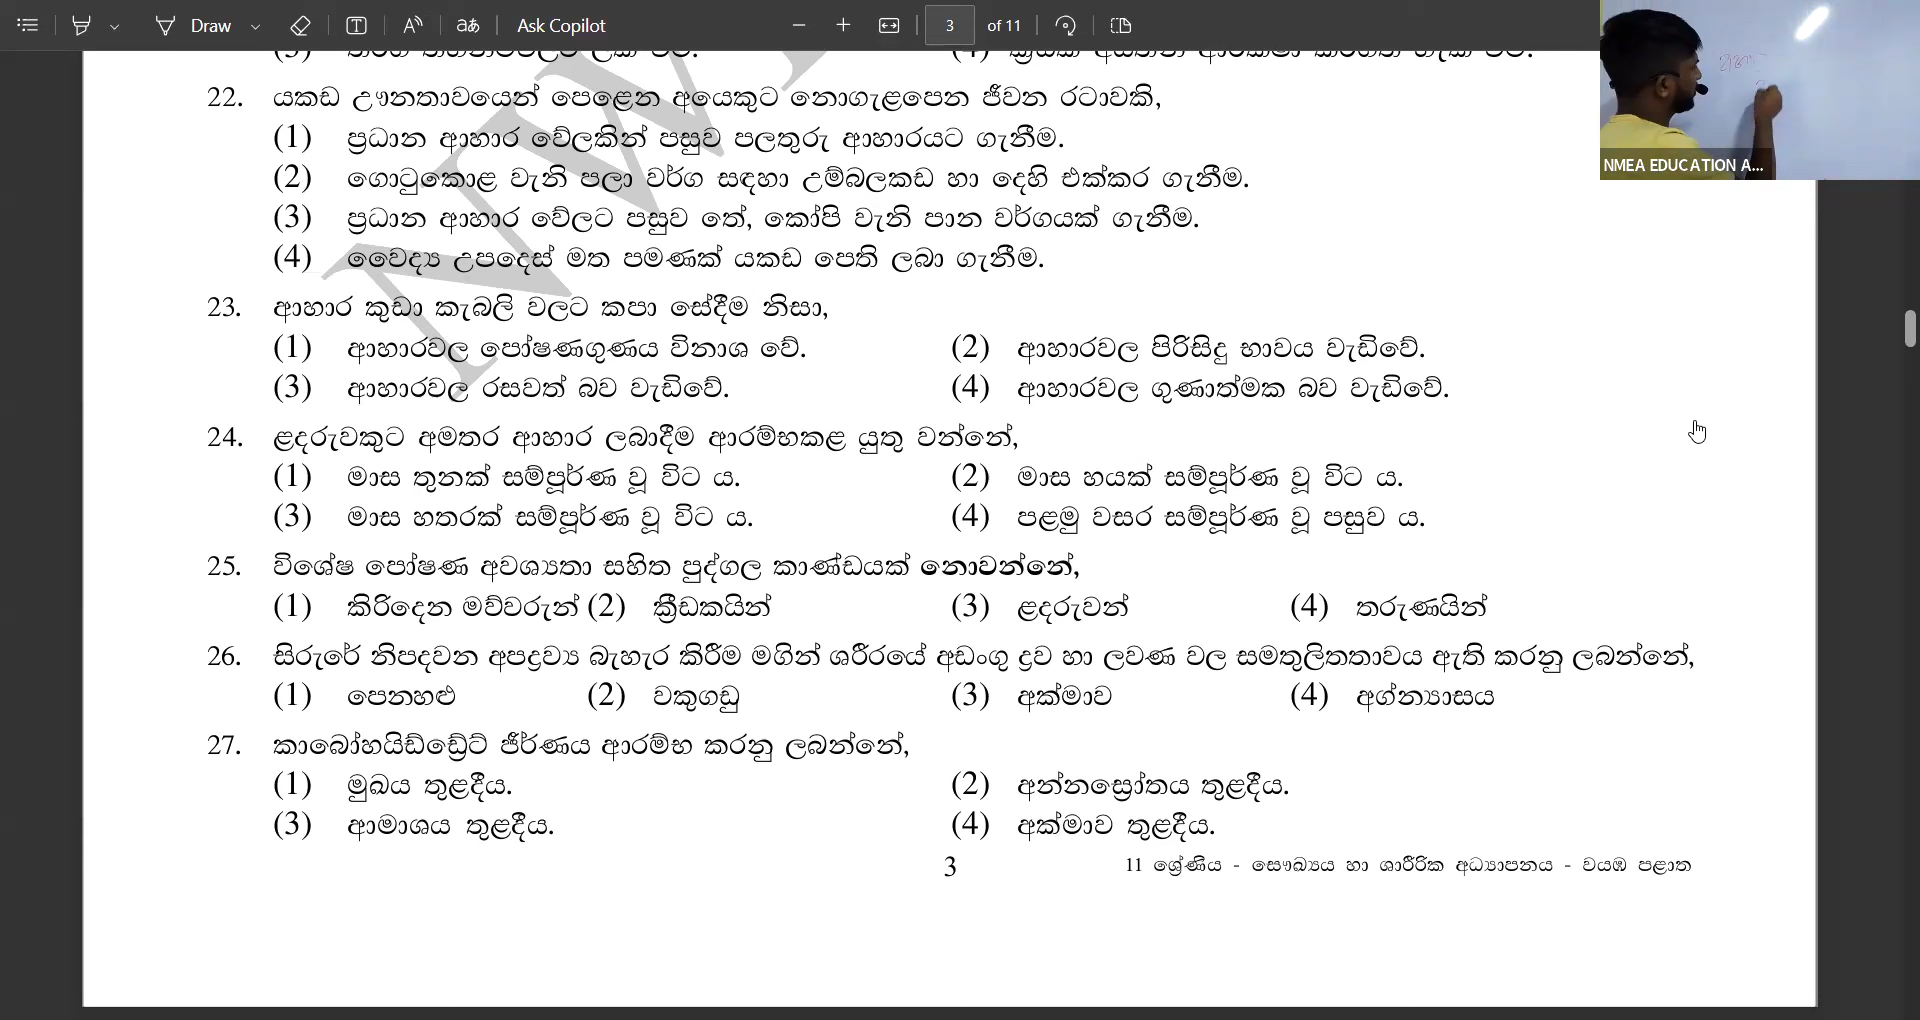 Draw Ask Copilot 3 of 11
22. යකඩ ඌනතාවයෙන් පෙළෙන අයෙකුට නොගැළපෙන ජීවන රටාවකි,
(1) ප්‍රධාන ආහාර වේලකින් පසුව පලතුරු ආහාරයට ගැනීම.
(2) ගොටුකොළ වැනි පලා වර්ග සඳහා උම්බලකඩ හා දෙහි එක්කර ගැනීම.
(3) ප්‍රධාන ආහාර වේලට පසුව තේ, කෝපි වැනි පාන වර්ගයක් ගැනීම.
(4) වෛද්‍ය උපදෙස් මත පමණක් යකඩ පෙති ලබා ගැනීම.
NMEA EDUCATION A...
23. ආහාර කුඩා කැබලි වලට කපා සේදීම නිසා,
(1) ආහාරවල පෝෂණගුණය විනාශ වේ. (2) ආහාරවල පිරිසිදු භාවය වැඩිවේ.
(3) ආහාරවල රසවත් බව වැඩිවේ. (4) ආහාරවල ගුණාත්මක බව වැඩිවේ.
24. ළදරුවකුට අමතර ආහාර ලබාදීම ආරම්භකළ යුතු වන්නේ,
(1) මාස තුනක් සම්පූර්ණ වූ විට ය. (2) මාස හයක් සම්පූර්ණ වූ විට ය.
(3) මාස හතරක් සම්පූර්ණ වූ විට ය. (4) පළමු වසර සම්පූර්ණ වූ පසුව ය.
25. විශේෂ පෝෂණ අවශ්‍යතා සහිත පුද්ගල කාණ්ඩයක් නොවන්නේ,
(1) කිරිදෙන මව්වරුන් (2) ක්‍රීඩකයින් (3) ළදරුවන් (4) තරුණයින්
26. සිරුරේ නිපදවන අපද්‍රව්‍ය බැහැර කිරීම මගින් ශරීරයේ අඩංගු ද්‍රව හා ලවණ වල සමතුලිතතාවය ඇති කරනු ලබන්නේ,
(1) පෙනහළු (2) වකුගඩු (3) අක්මාව (4) අග්න්‍යාසය
27. කාබෝහයිඩ්ඩ්‍රේට් ජීර්ණය ආරම්භ කරනු ලබන්නේ,
(1) මුඛය තුළදීය. (2) අන්නස්‍රෝතය තුළදීය.
(3) ආමාශය තුළදීය. (4) අක්මාව තුළදීය.
3 11 ශ්‍රේණිය - සෞඛ්‍යය හා ශාරීරික අධ්‍යාපනය - වයඹ පළාත